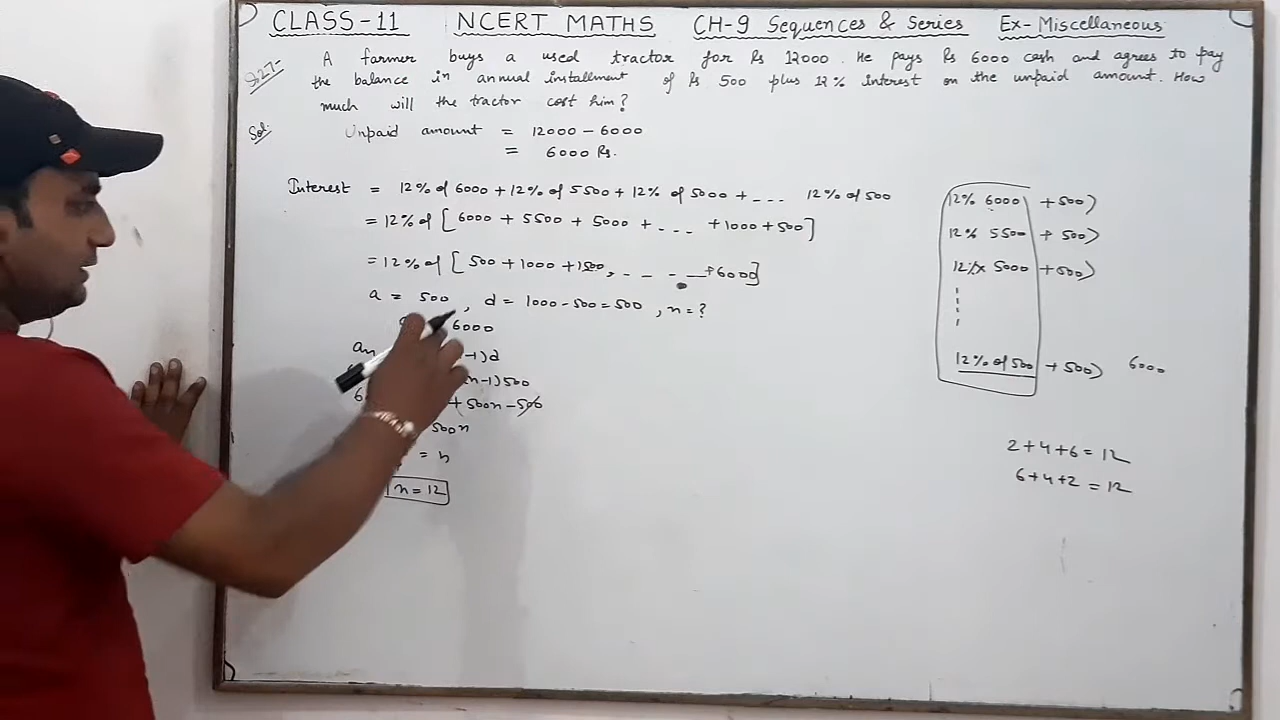 CLASS-11 NCERT MATHS CH-9 Sequences & Series Ex- Miscellaneous
Q:27:- A farmer buys a used tractor for Rs 12000. He pays Rs 6000 cash and agrees to pay
the balance in annual installment of Rs 500 plus 12% interest on the unpaid amount. How
much will the tractor cost him?
Sol: Unpaid amount = 12000 - 6000
= 6000 Rs.
Interest = 12% of 6000 + 12% of 5500 + 12% of 5000 + ... 12% of 500
= 12% of [6000 + 5500 + 5000 + ... + 1000 + 500]
= 12% of [500 + 1000 + 1500, - - - - +6000]
a = 500, d = 1000 - 500 = 500, n = ?
6000
an -1)d
n-1)500
6 + 500n - 500
500n
= n
n = 12
12% 6000 + 500)
12% 5500 + 500)
12% x 5000 + 500)
12% of 500 + 500) 6000
2+4+6 = 12
6+4+2 = 12